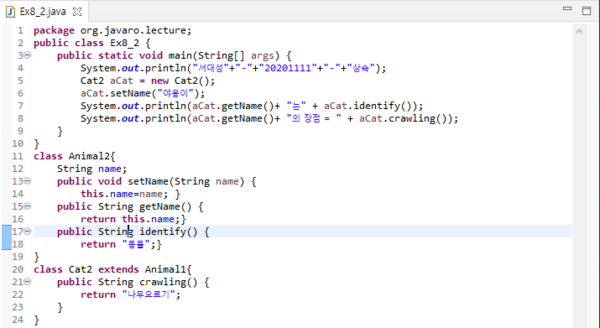 Ex8_2.java
1 package org.javaro.lecture;
2 public class Ex8_2 {
3 public static void main(String[] args) {
4 System.out.println("서대성"+"-"+"20201111"+"-"+"상속");
5 Cat2 aCat = new Cat2();
6 aCat.setName("야옹이");
7 System.out.println(aCat.getName()+ "는" + aCat.identify());
8 System.out.println(aCat.getName()+ "의 장점 = " + aCat.crawling());
9 }
10 }
11 class Animal2{
12 String name;
13 public void setName(String name) {
14 this.name=name; }
15 public String getName() {
16 return this.name;}
17 public String identify() {
18 return "동물";}
19 }
20 class Cat2 extends Animal1{
21 public String crawling() {
22 return "나무오르기";
23 }
24 }